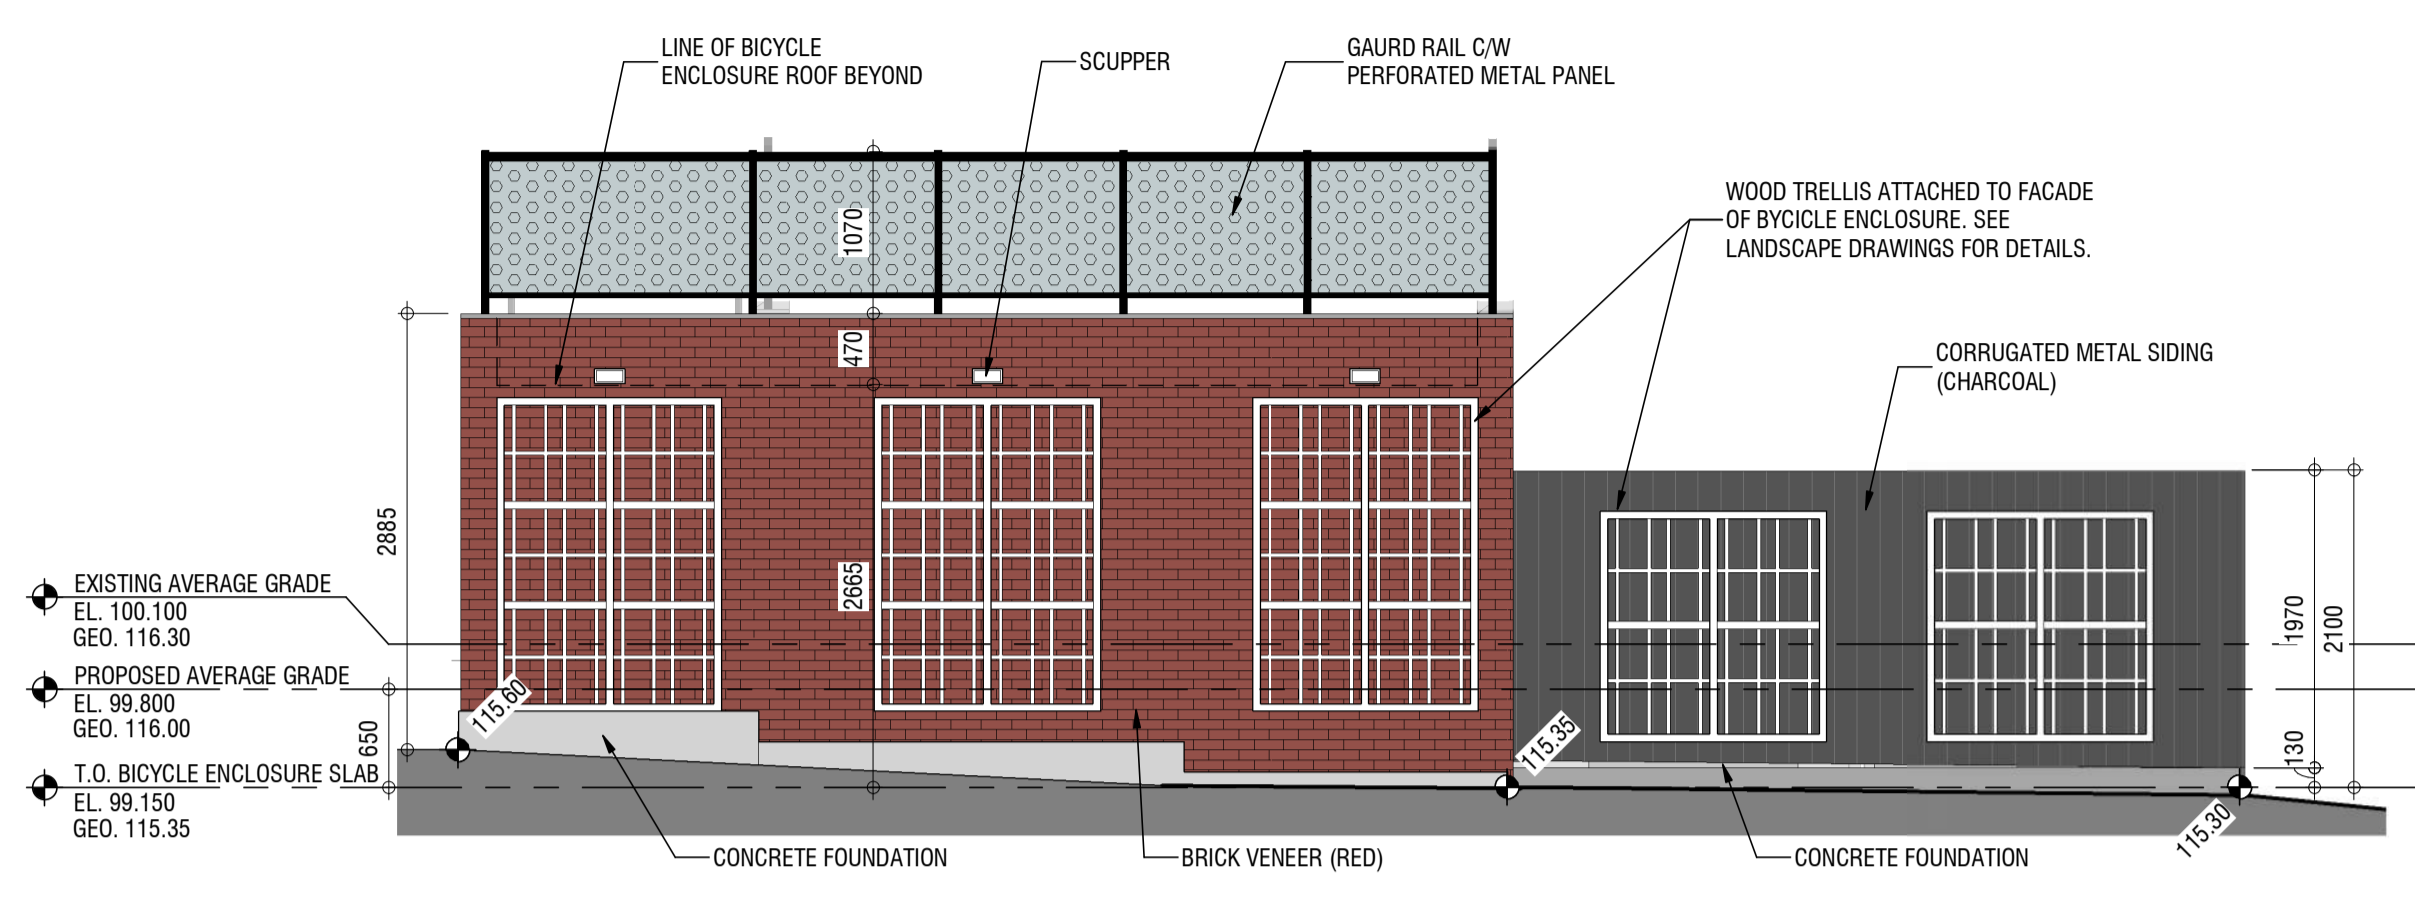 LINE OF BICYCLE
ENCLOSURE ROOF BEYOND
SCUPPER
GAURD RAIL C/W
PERFORATED METAL PANEL
WOOD TRELLIS ATTACHED TO FACADE
OF BYCICLE ENCLOSURE. SEE
LANDSCAPE DRAWINGS FOR DETAILS.
CORRUGATED METAL SIDING
(CHARCOAL)
1070
470
2885
2665
EXISTING AVERAGE GRADE
EL. 100.100
GEO. 116.30
PROPOSED AVERAGE GRADE
EL. 99.800
GEO. 116.00
650
T.O. BICYCLE ENCLOSURE SLAB
EL. 99.150
GEO. 115.35
115.60
115.35
115.30
1970
2100
130
CONCRETE FOUNDATION
BRICK VENEER (RED)
CONCRETE FOUNDATION